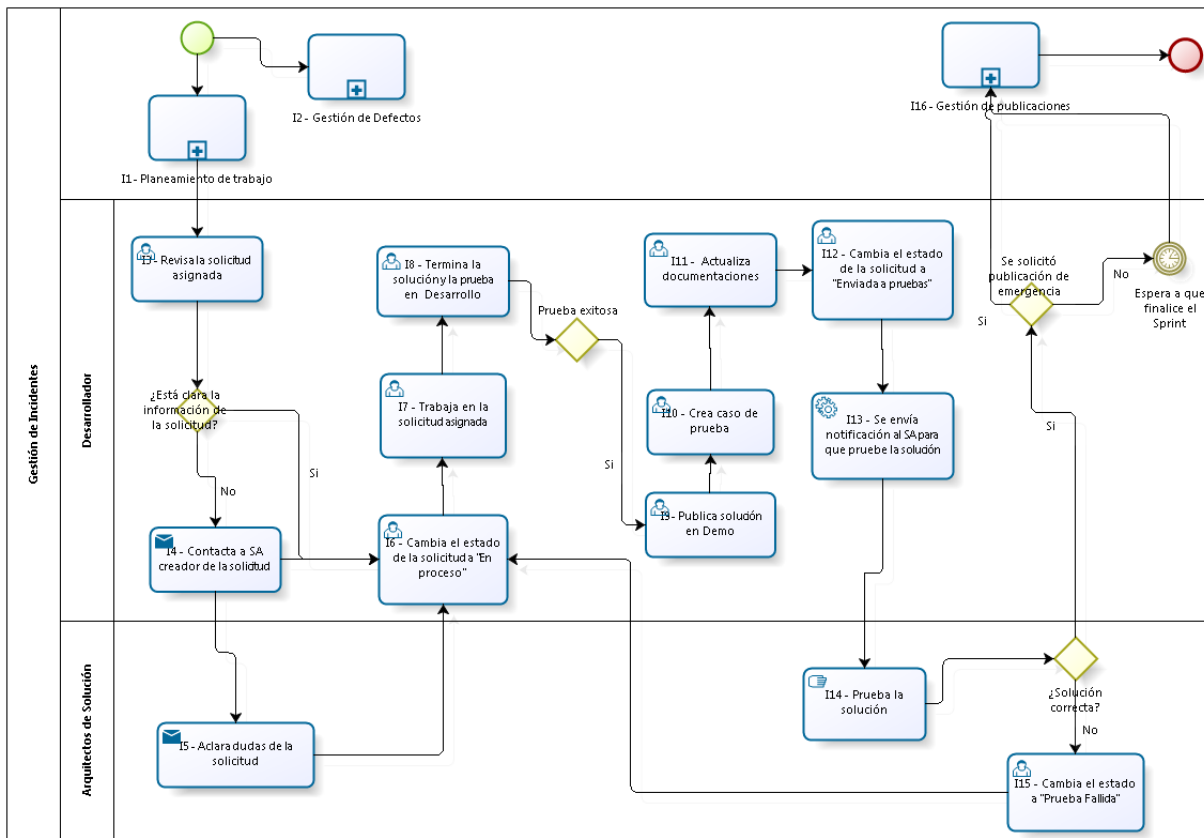 Gestión de Incidentes
I2 - Gestión de Defectos
I1 - Planeamiento de trabajo
I16 - Gestión de publicaciones
Desarrollador
I3 - Revisa la solicitud
asignada
¿Está clara la
información de
la solicitud?
Si
No
I4 - Contacta a SA
creador de la solicitud
I8 - Termina la
solución y la prueba
en Desarrollo
I7 - Trabaja en la
solicitud asignada
I6 - Cambia el estado
de la solicitud a "En
proceso"
Prueba exitosa
Si
I11 - Actualiza
documentaciones
I10 - Crea caso de
prueba
I9 - Publica solución
en Demo
I12 - Cambia el estado
de la solicitud a
"Enviada a pruebas"
I13 - Se envía
notificación al SA para
que pruebe la solución
Se solicitó
publicación de
emergencia
Si
No
Espera a que
finalice el
Sprint
Si
Arquitectos de Solución
I5 - Aclara dudas de la
solicitud
I14 - Prueba la
solución
¿Solución
correcta?
No
I15 - Cambia el estado
a "Prueba Fallida"